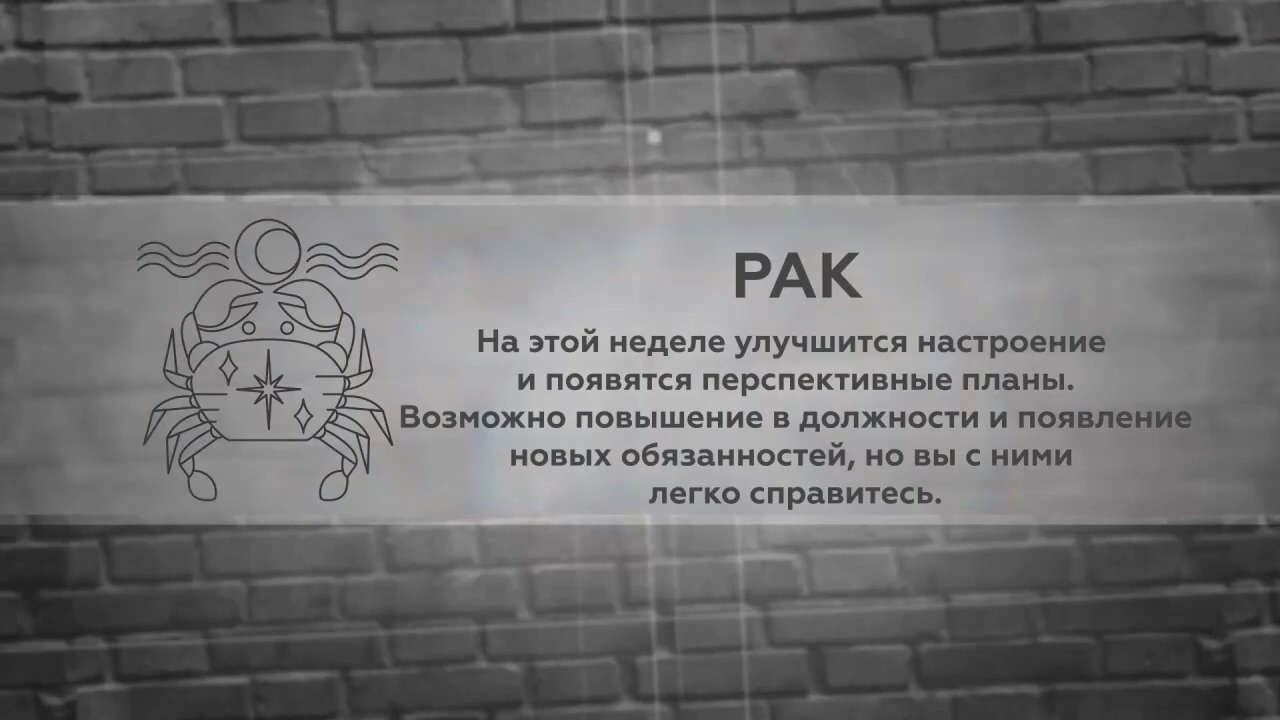 РАК
На этой неделе улучшится настроение
и появятся перспективные планы.
Возможно повышение в должности и появление
новых обязанностей, но вы с ними
легко справитесь.